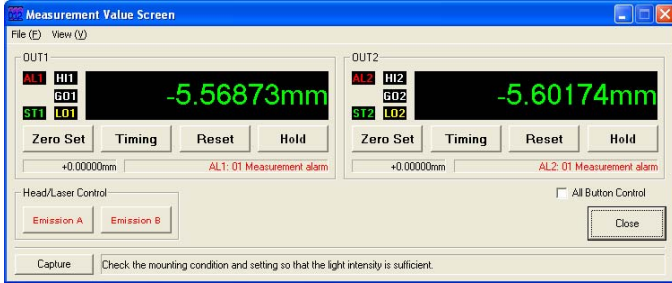 Measurement Value Screen
File (F) View (V)
OUT1
AL1 HI1
GO1
ST1 LO1
-5.56873mm
Zero Set Timing Reset Hold
+0.00000mm AL1: 01 Measurement alarm
OUT2
AL2 HI2
GO2
ST2 LO2
-5.60174mm
Zero Set Timing Reset Hold
+0.00000mm AL2: 01 Measurement alarm
Head/Laser Control
Emission A Emission B
All Button Control
Close
Capture Check the mounting condition and setting so that the light intensity is sufficient.